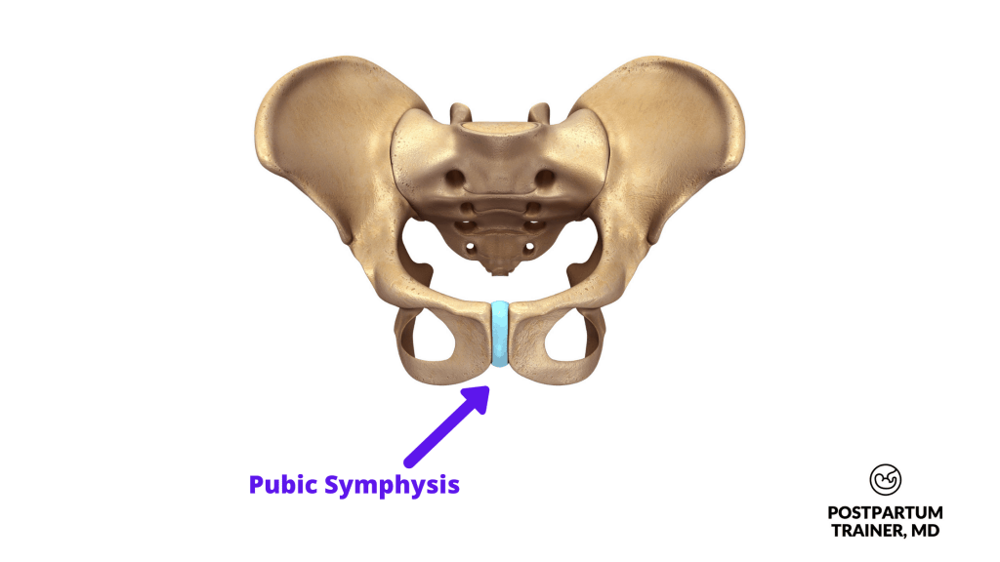 Pubic Symphysis
POSTPARTUM
TRAINER, MD